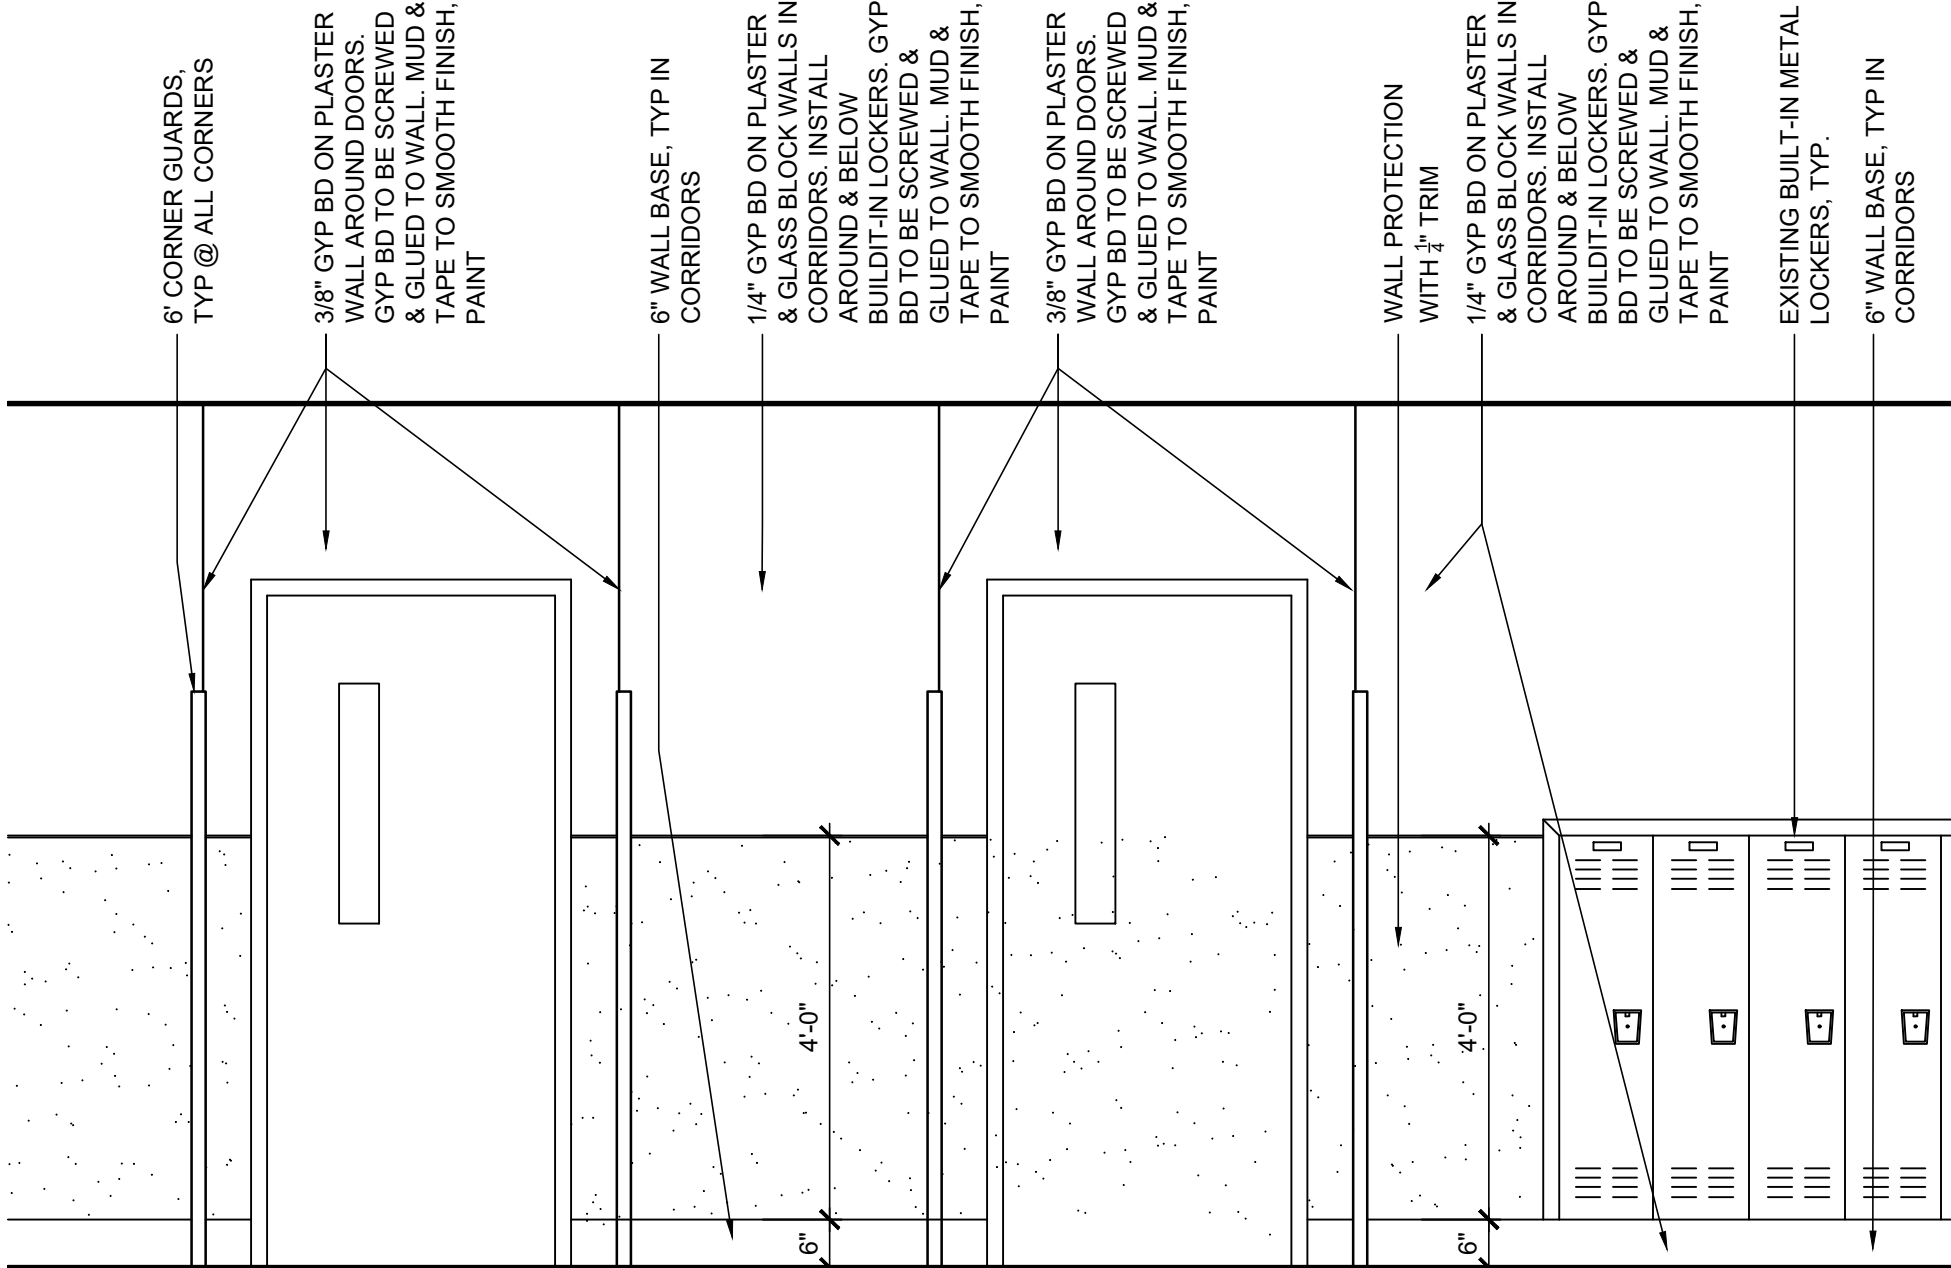 6' CORNER GUARDS,
TYP @ ALL CORNERS
3/8" GYP BD ON PLASTER
WALL AROUND DOORS.
GYP BD TO BE SCREWED
& GLUED TO WALL. MUD &
TAPE TO SMOOTH FINISH,
PAINT
6" WALL BASE, TYP IN
CORRIDORS
1/4" GYP BD ON PLASTER
& GLASS BLOCK WALLS IN
CORRIDORS. INSTALL
AROUND & BELOW
BUILDIT-IN LOCKERS. GYP
BD TO BE SCREWED &
GLUED TO WALL. MUD &
TAPE TO SMOOTH FINISH,
PAINT
3/8" GYP BD ON PLASTER
WALL AROUND DOORS.
GYP BD TO BE SCREWED
& GLUED TO WALL. MUD &
TAPE TO SMOOTH FINISH,
PAINT
WALL PROTECTION
WITH 1/4" TRIM
1/4" GYP BD ON PLASTER
& GLASS BLOCK WALLS IN
CORRIDORS. INSTALL
AROUND & BELOW
BUILDIT-IN LOCKERS. GYP
BD TO BE SCREWED &
GLUED TO WALL. MUD &
TAPE TO SMOOTH FINISH,
PAINT
EXISTING BUILT-IN METAL
LOCKERS, TYP.
6" WALL BASE, TYP IN
CORRIDORS
4'-0"
6"
4'-0"
6"